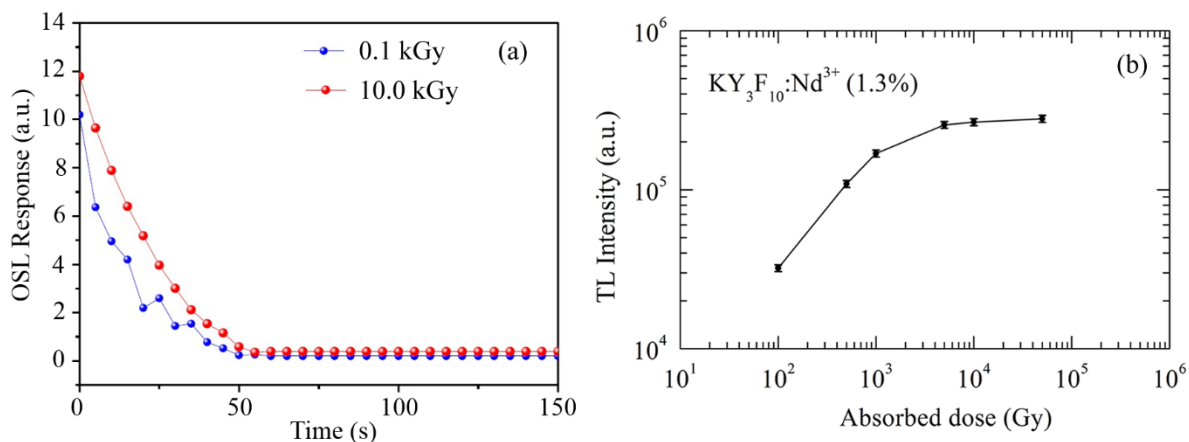 14
12
10
8
6
4
2
0
OSL Response (a.u.)
0.1 kGy
10.0 kGy
(a)
0
50
100
150
Time (s)
10⁶
10⁵
10⁴
TL Intensity (a.u.)
KY₃F₁₀:Nd³⁺ (1.3%)
(b)
10¹
10²
10³
10⁴
10⁵
10⁶
Absorbed dose (Gy)